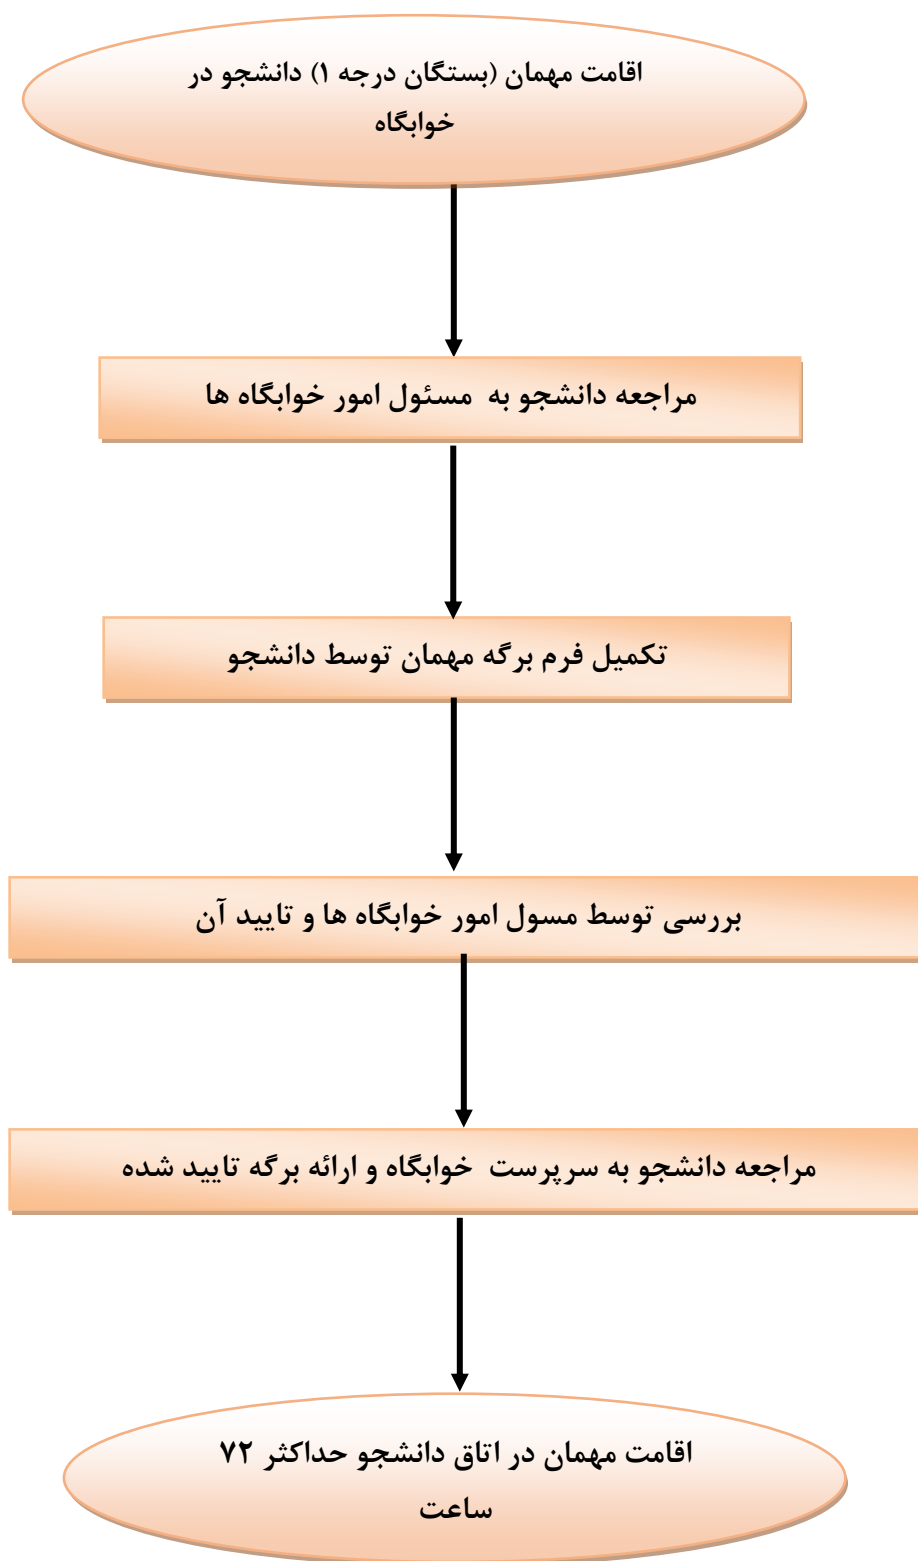 اقامت مهمان (بستگان درجه ۱) دانشجو در
خوابگاه
مراجعه دانشجو به مسئول امور خوابگاه ها
تکمیل فرم برگه مهمان توسط دانشجو
بررسی توسط مسول امور خوابگاه ها و تایید آن
مراجعه دانشجو به سرپرست خوابگاه و ارائه برگه تایید شده
اقامت مهمان در اتاق دانشجو حداکثر ۷۲
ساعت